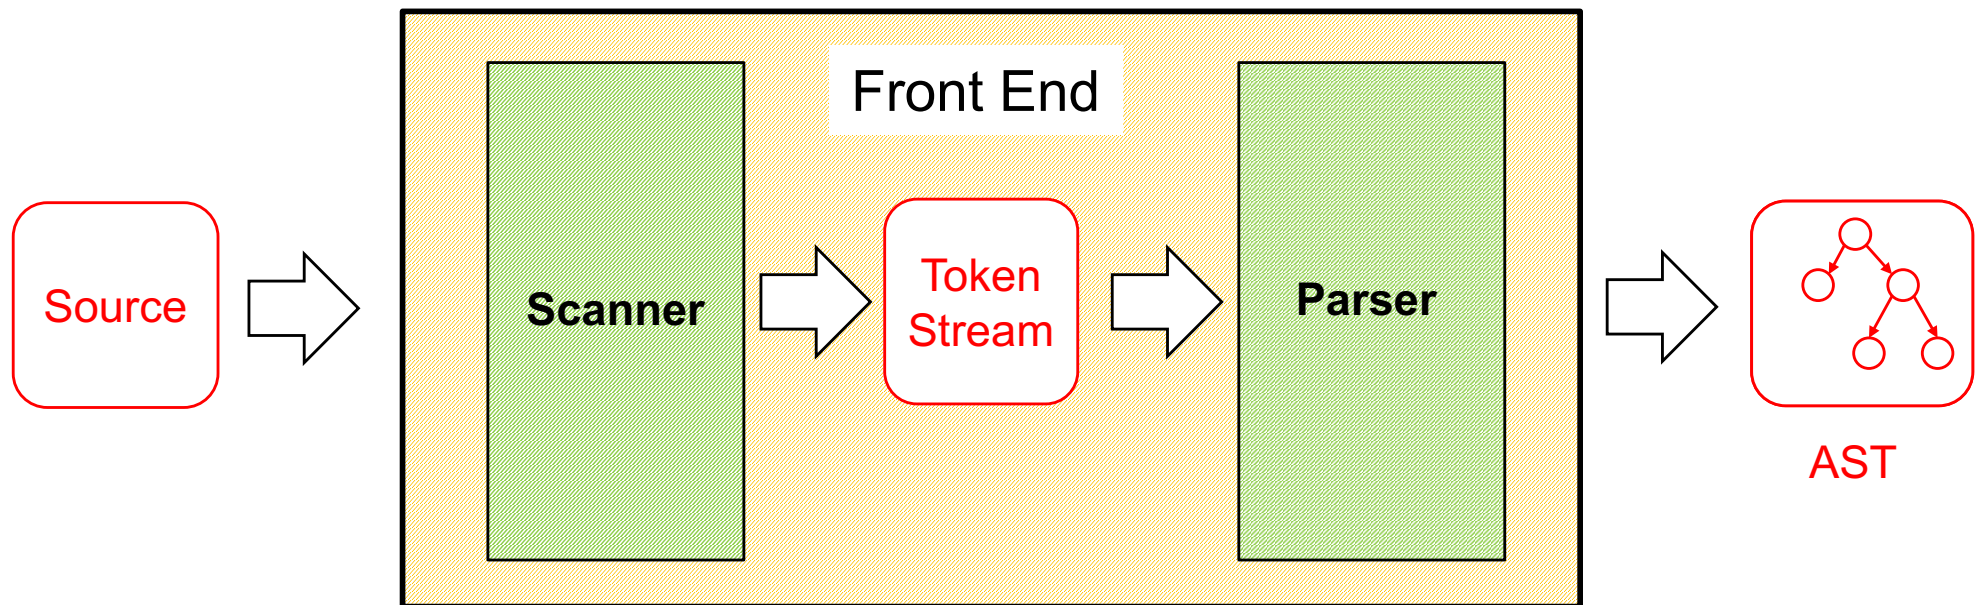 Front End
Source
Scanner
Token
Stream
Parser
AST